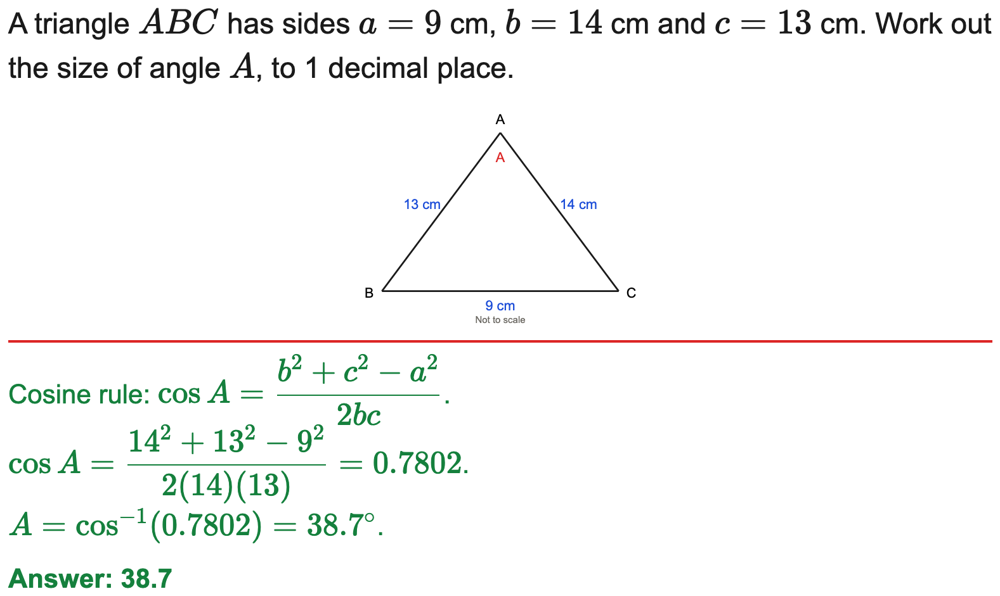 A triangle ABC has sides a = 9 cm, b = 14 cm and c = 13 cm. Work out
the size of angle A, to 1 decimal place.
A
A
13 cm
14 cm
B
C
9 cm
Not to scale
Cosine rule: cos A = (b² + c² − a²)/(2bc).
cos A = (14² + 13² − 9²)/(2(14)(13)) = 0.7802.
A = cos⁻¹(0.7802) = 38.7°.
Answer: 38.7